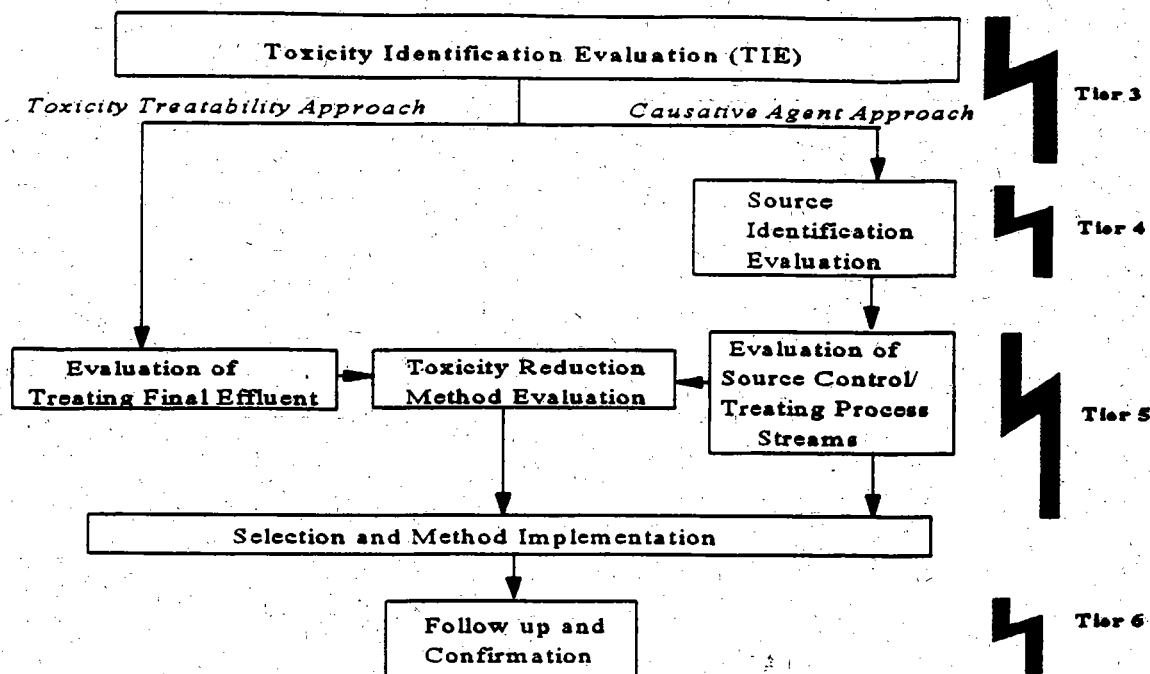 Toxicity Identification Evaluation (TIE)
Toxicity Treatability Approach
Causative Agent Approach
Tier 3
Source
Identification
Evaluation
Tier 4
Evaluation of
Treating Final Effluent
Toxicity Reduction
Method Evaluation
Evaluation of
Source Control/
Treating Process
Streams
Tier 5
Selection and Method Implementation
Follow up and
Confirmation
Tier 6